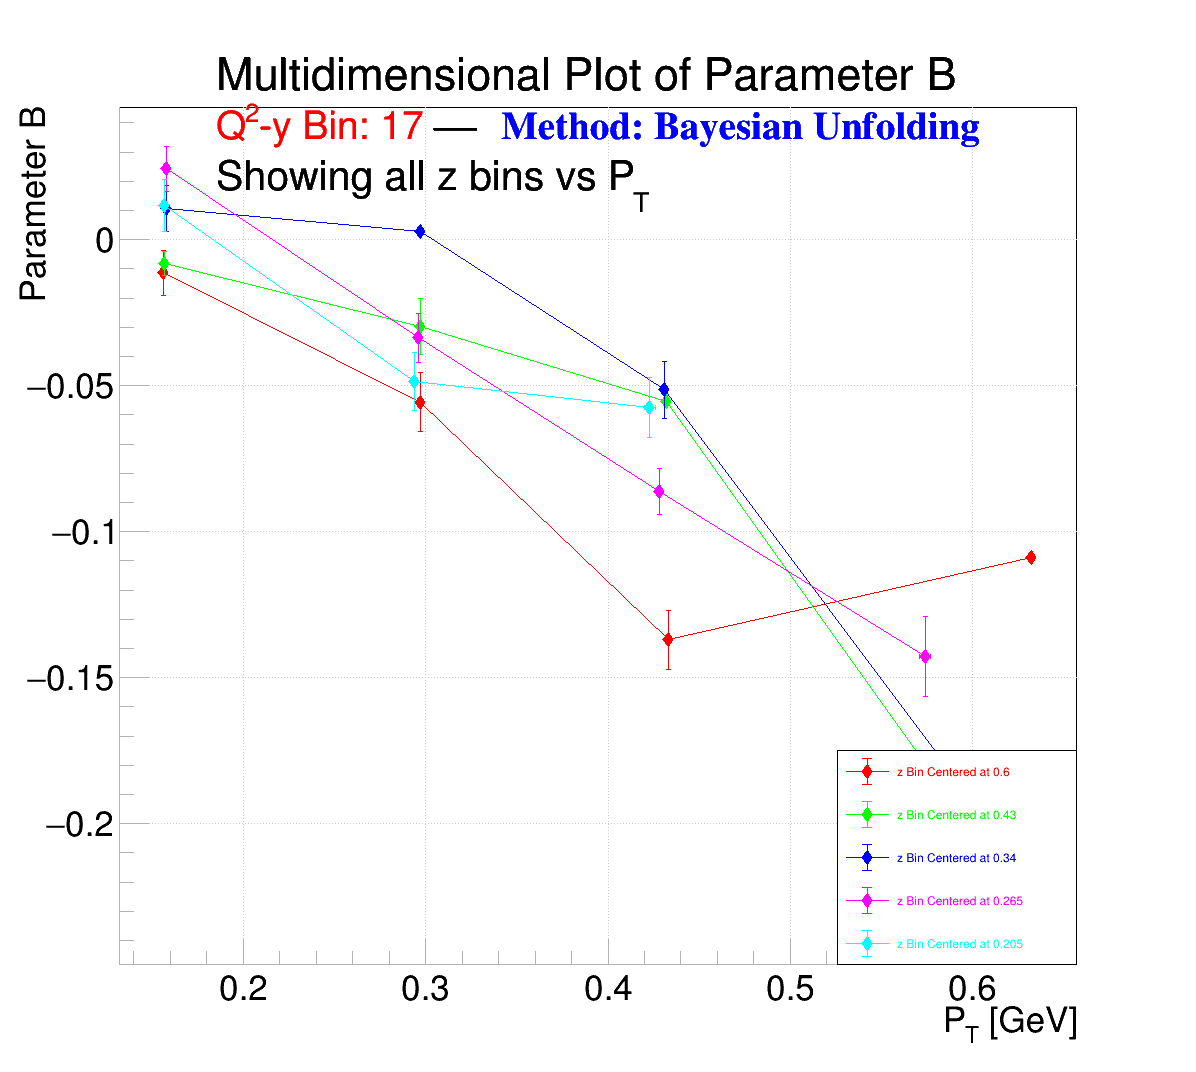 Multidimensional Plot of Parameter B
Q²-y Bin: 17 — Method: Bayesian Unfolding
Showing all z bins vs P_T
Parameter B
0
−0.05
−0.1
−0.15
−0.2
z Bin Centered at 0.6
z Bin Centered at 0.43
z Bin Centered at 0.34
z Bin Centered at 0.265
z Bin Centered at 0.205
0.2 0.3 0.4 0.5 0.6
P_T [GeV]